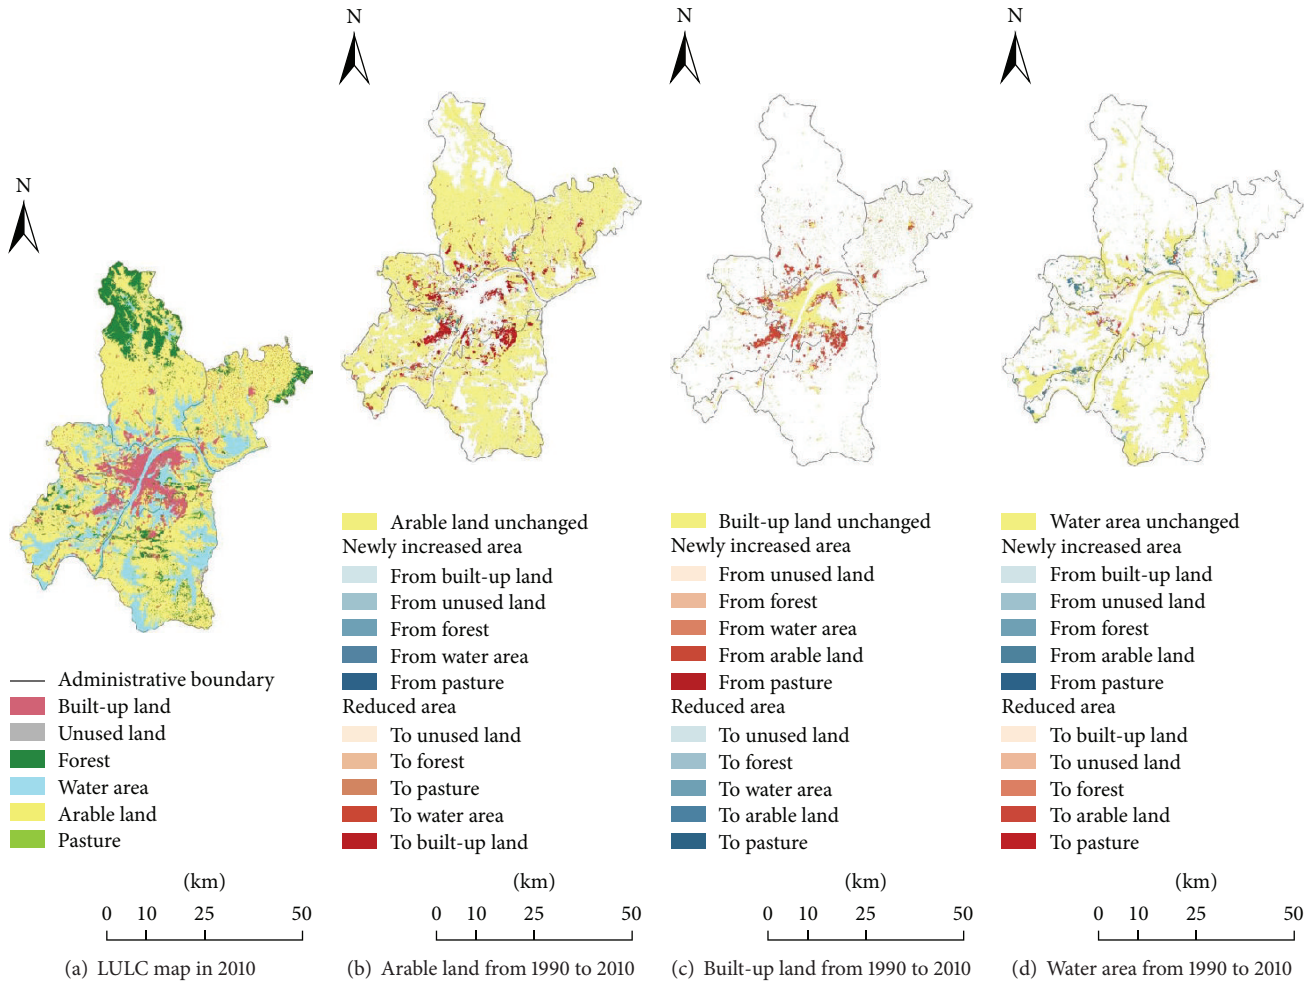 N
Administrative boundary
Built-up land
Unused land
Forest
Water area
Arable land
Pasture
(km)
0 10 25 50
(a) LULC map in 2010
N
Arable land unchanged
Newly increased area
From built-up land
From unused land
From forest
From water area
From pasture
Reduced area
To unused land
To forest
To pasture
To water area
To built-up land
(km)
0 10 25 50
(b) Arable land from 1990 to 2010
N
Built-up land unchanged
Newly increased area
From unused land
From forest
From water area
From arable land
From pasture
Reduced area
To unused land
To forest
To water area
To arable land
To pasture
(km)
0 10 25 50
(c) Built-up land from 1990 to 2010
N
Water area unchanged
Newly increased area
From built-up land
From unused land
From forest
From arable land
From pasture
Reduced area
To built-up land
To unused land
To forest
To arable land
To pasture
(km)
0 10 25 50
(d) Water area from 1990 to 2010